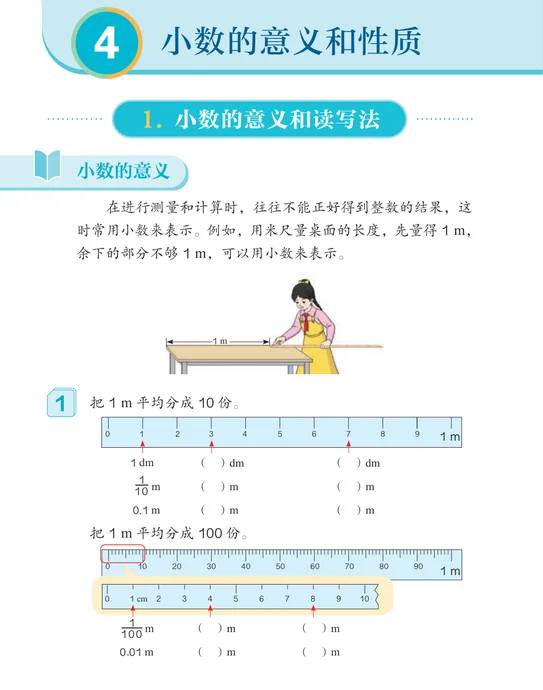 4 小数的意义和性质
1. 小数的意义和读写法
小数的意义
在进行测量和计算时，往往不能正好得到整数的结果，这
时常用小数来表示。例如，用米尺量桌面的长度，先量得 1 m，
余下的部分不够 1 m，可以用小数来表示。
1 m
1 把 1 m 平均分成 10 份。
0 1 2 3 4 5 6 7 8 9 1 m
1 dm （ ）dm （ ）dm
1/10 m （ ）m （ ）m
0.1 m （ ）m （ ）m
把 1 m 平均分成 100 份。
0 10 20 30 40 50 60 70 80 90 1 m
0 1 cm 2 3 4 5 6 7 8 9 10
1/100 m （ ）m （ ）m
0.01 m （ ）m （ ）m